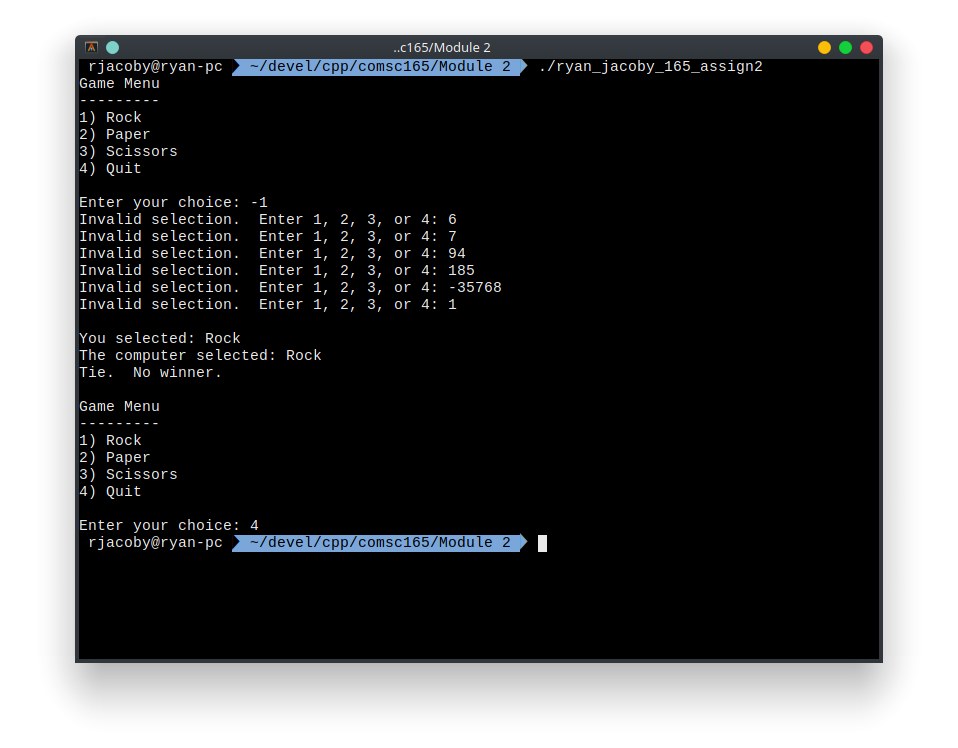 ..c165/Module 2
rjacoby@ryan-pc ~/devel/cpp/comsc165/Module 2 ./ryan_jacoby_165_assign2
Game Menu
---------
1) Rock
2) Paper
3) Scissors
4) Quit
Enter your choice: -1
Invalid selection.  Enter 1, 2, 3, or 4: 6
Invalid selection.  Enter 1, 2, 3, or 4: 7
Invalid selection.  Enter 1, 2, 3, or 4: 94
Invalid selection.  Enter 1, 2, 3, or 4: 185
Invalid selection.  Enter 1, 2, 3, or 4: -35768
Invalid selection.  Enter 1, 2, 3, or 4: 1
You selected: Rock
The computer selected: Rock
Tie.  No winner.
Game Menu
---------
1) Rock
2) Paper
3) Scissors
4) Quit
Enter your choice: 4
rjacoby@ryan-pc ~/devel/cpp/comsc165/Module 2